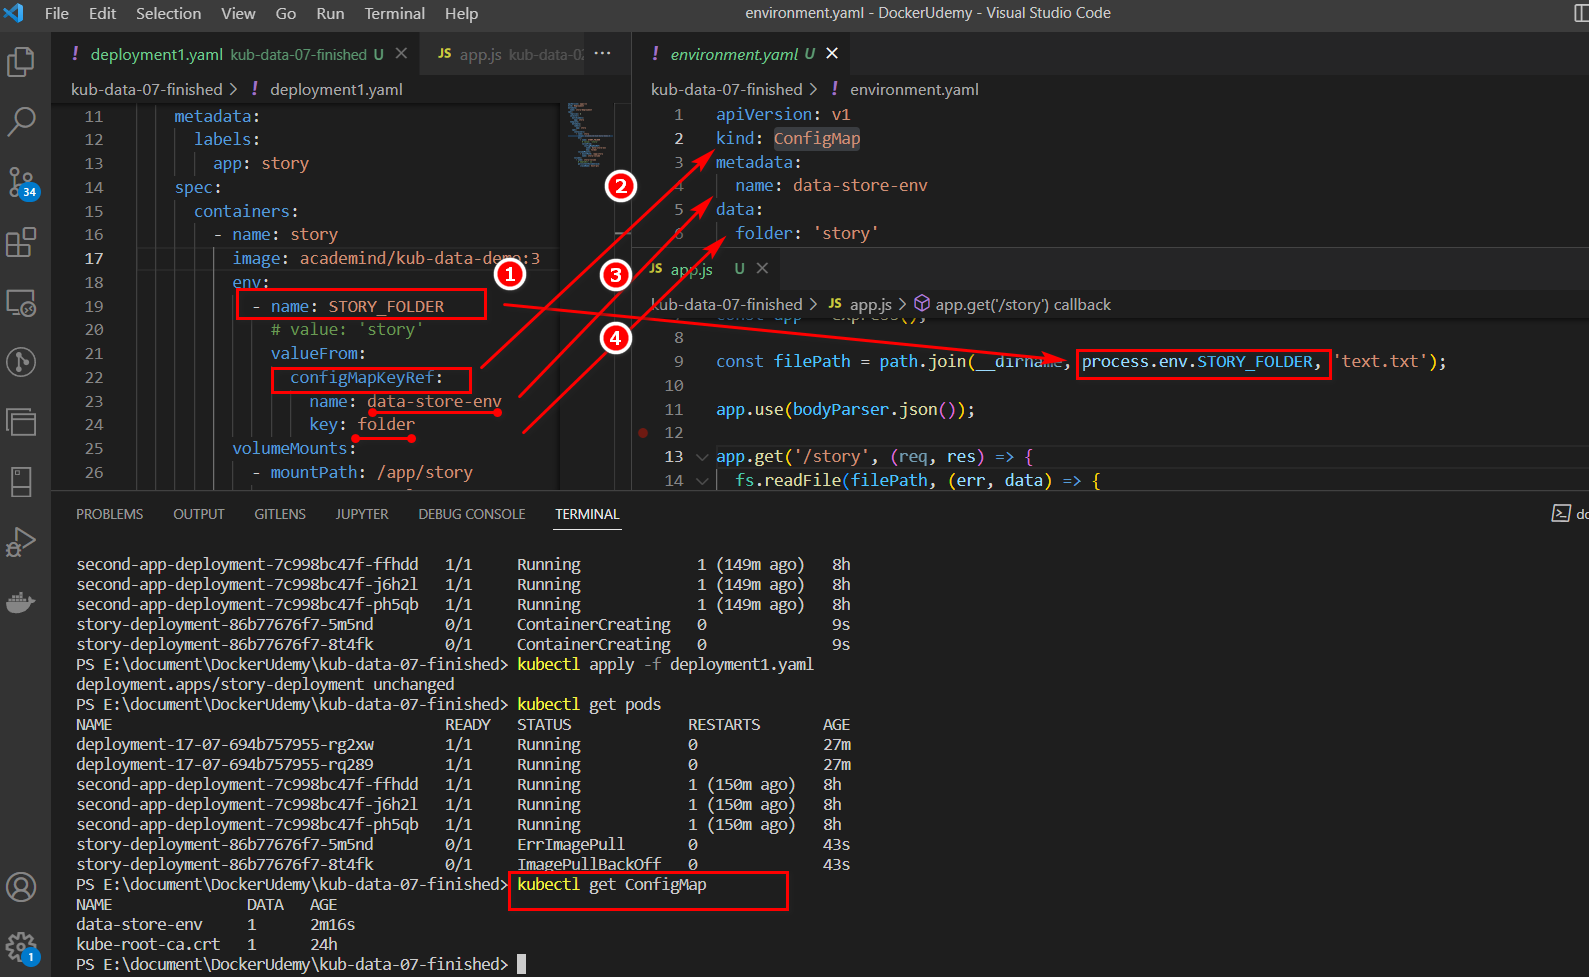 File Edit Selection View Go Run Terminal Help
environment.yaml - DockerUdemy - Visual Studio Code
! deployment1.yaml kub-data-07-finished U
JS app.js kub-data-02 ...
kub-data-07-finished > ! deployment1.yaml
11 metadata:
12 labels:
13 app: story
14 spec:
15 containers:
16 - name: story
17 image: academind/kub-data-demo:3
18 env:
19 - name: STORY_FOLDER
20 # value: 'story'
21 valueFrom:
22 configMapKeyRef:
23 name: data-store-env
24 key: folder
25 volumeMounts:
26 - mountPath: /app/story
1
2
3
4
! environment.yaml U
kub-data-07-finished > ! environment.yaml
1 apiVersion: v1
2 kind: ConfigMap
3 metadata:
4 name: data-store-env
5 data:
6 folder: 'story'
JS app.js U
kub-data-07-finished > JS app.js > app.get('/story') callback
7 const app = express();
8
9 const filePath = path.join(__dirname, process.env.STORY_FOLDER, 'text.txt');
10
11 app.use(bodyParser.json());
12
13 app.get('/story', (req, res) => {
14 fs.readFile(filePath, (err, data) => {
34
1
PROBLEMS OUTPUT GITLENS JUPYTER DEBUG CONSOLE TERMINAL
do
second-app-deployment-7c998bc47f-ffhdd 1/1 Running 1 (149m ago) 8h
second-app-deployment-7c998bc47f-j6h2l 1/1 Running 1 (149m ago) 8h
second-app-deployment-7c998bc47f-ph5qb 1/1 Running 1 (149m ago) 8h
story-deployment-86b77676f7-5m5nd 0/1 ContainerCreating 0 9s
story-deployment-86b77676f7-8t4fk 0/1 ContainerCreating 0 9s
PS E:\document\DockerUdemy\kub-data-07-finished> kubectl apply -f deployment1.yaml
deployment.apps/story-deployment unchanged
PS E:\document\DockerUdemy\kub-data-07-finished> kubectl get pods
NAME READY STATUS RESTARTS AGE
deployment-17-07-694b757955-rg2xw 1/1 Running 0 27m
deployment-17-07-694b757955-rq289 1/1 Running 0 27m
second-app-deployment-7c998bc47f-ffhdd 1/1 Running 1 (150m ago) 8h
second-app-deployment-7c998bc47f-j6h2l 1/1 Running 1 (150m ago) 8h
second-app-deployment-7c998bc47f-ph5qb 1/1 Running 1 (150m ago) 8h
story-deployment-86b77676f7-5m5nd 0/1 ErrImagePull 0 43s
story-deployment-86b77676f7-8t4fk 0/1 ImagePullBackOff 0 43s
PS E:\document\DockerUdemy\kub-data-07-finished> kubectl get ConfigMap
NAME DATA AGE
data-store-env 1 2m16s
kube-root-ca.crt 1 24h
PS E:\document\DockerUdemy\kub-data-07-finished>